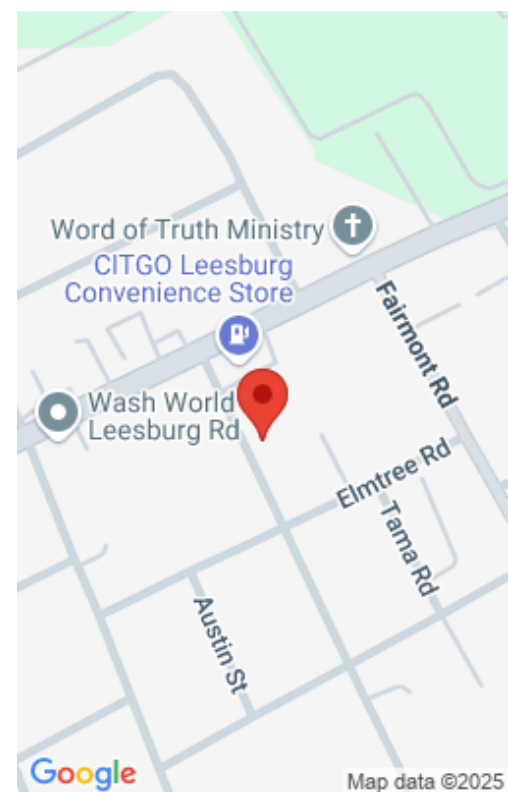 Word of Truth Ministry
CITGO Leesburg
Convenience Store
Fairmont Rd
Wash World
Leesburg Rd
Elmtree Rd
Tama Rd
Austin St
Google
Map data ©2025